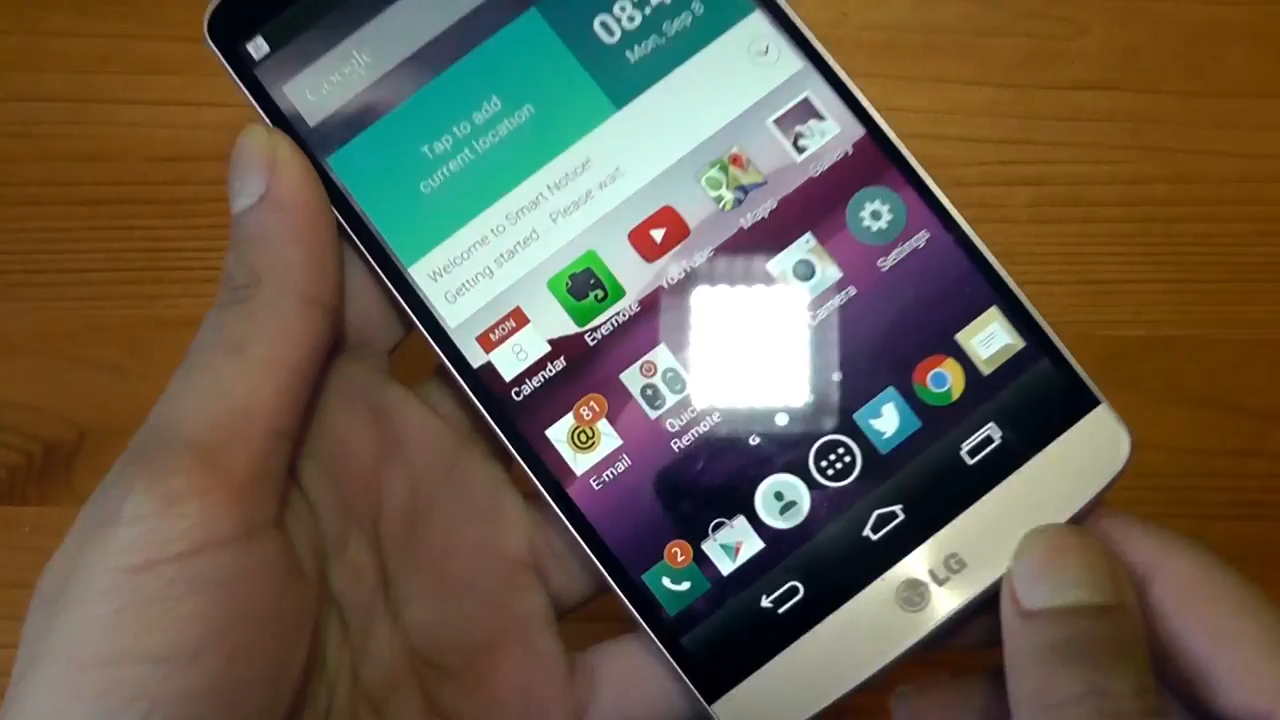 Google
08:4
Mon, Sep 8
Tap to add
current location
Welcome to Smart Notice!
Getting started... Please wait.
Gallery
Maps
YouTube
Evernote
MON
8
Calendar
Settings
Camera
Quick
Remote
81
@
E-mail
G
2
LG